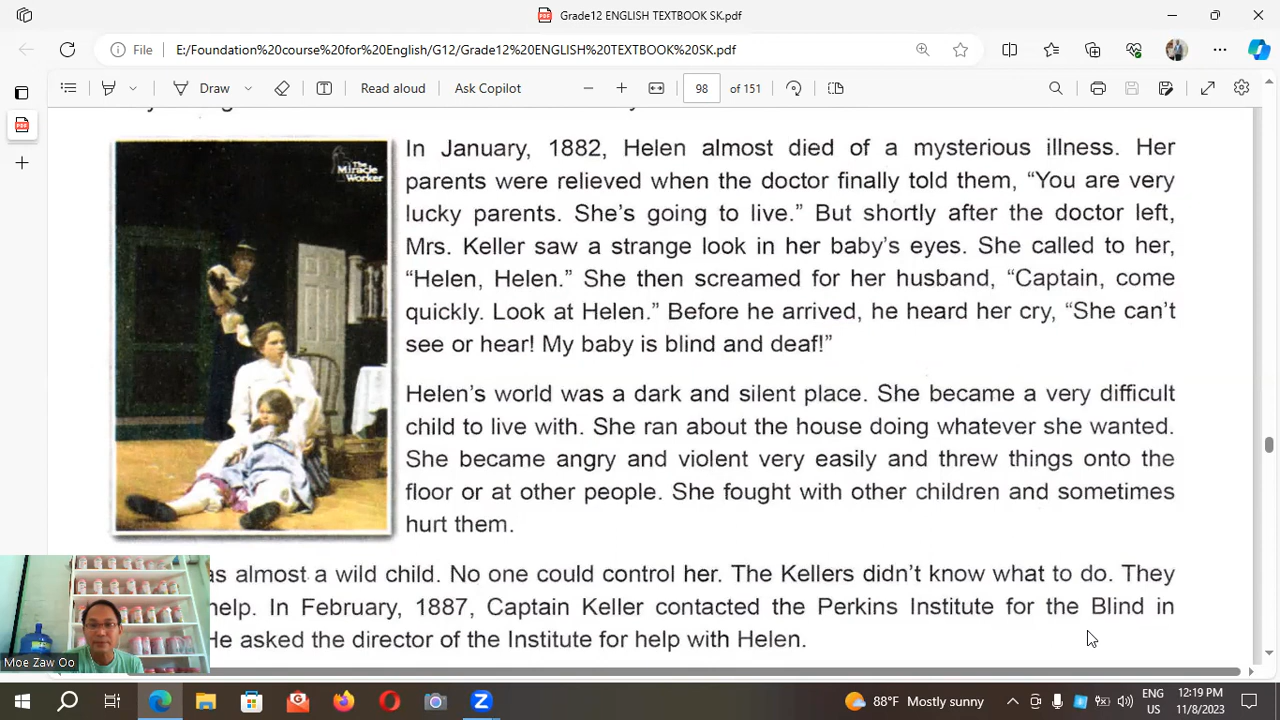 Grade12 ENGLISH TEXTBOOK SK.pdf
File E:/Foundation%20course%20for%20English/G12/Grade12%20ENGLISH%20TEXTBOOK%20SK.pdf
Draw Read aloud Ask Copilot 98 of 151
The Miracle Worker
In January, 1882, Helen almost died of a mysterious illness. Her
parents were relieved when the doctor finally told them, “You are very
lucky parents. She’s going to live.” But shortly after the doctor left,
Mrs. Keller saw a strange look in her baby’s eyes. She called to her,
“Helen, Helen.” She then screamed for her husband, “Captain, come
quickly. Look at Helen.” Before he arrived, he heard her cry, “She can’t
see or hear! My baby is blind and deaf!”
Helen’s world was a dark and silent place. She became a very difficult
child to live with. She ran about the house doing whatever she wanted.
She became angry and violent very easily and threw things onto the
floor or at other people. She fought with other children and sometimes
hurt them.
as almost a wild child. No one could control her. The Kellers didn’t know what to do. They
help. In February, 1887, Captain Keller contacted the Perkins Institute for the Blind in
He asked the director of the Institute for help with Helen.
Moe Zaw Oo
88°F Mostly sunny ENG US 12:19 PM 11/8/2023